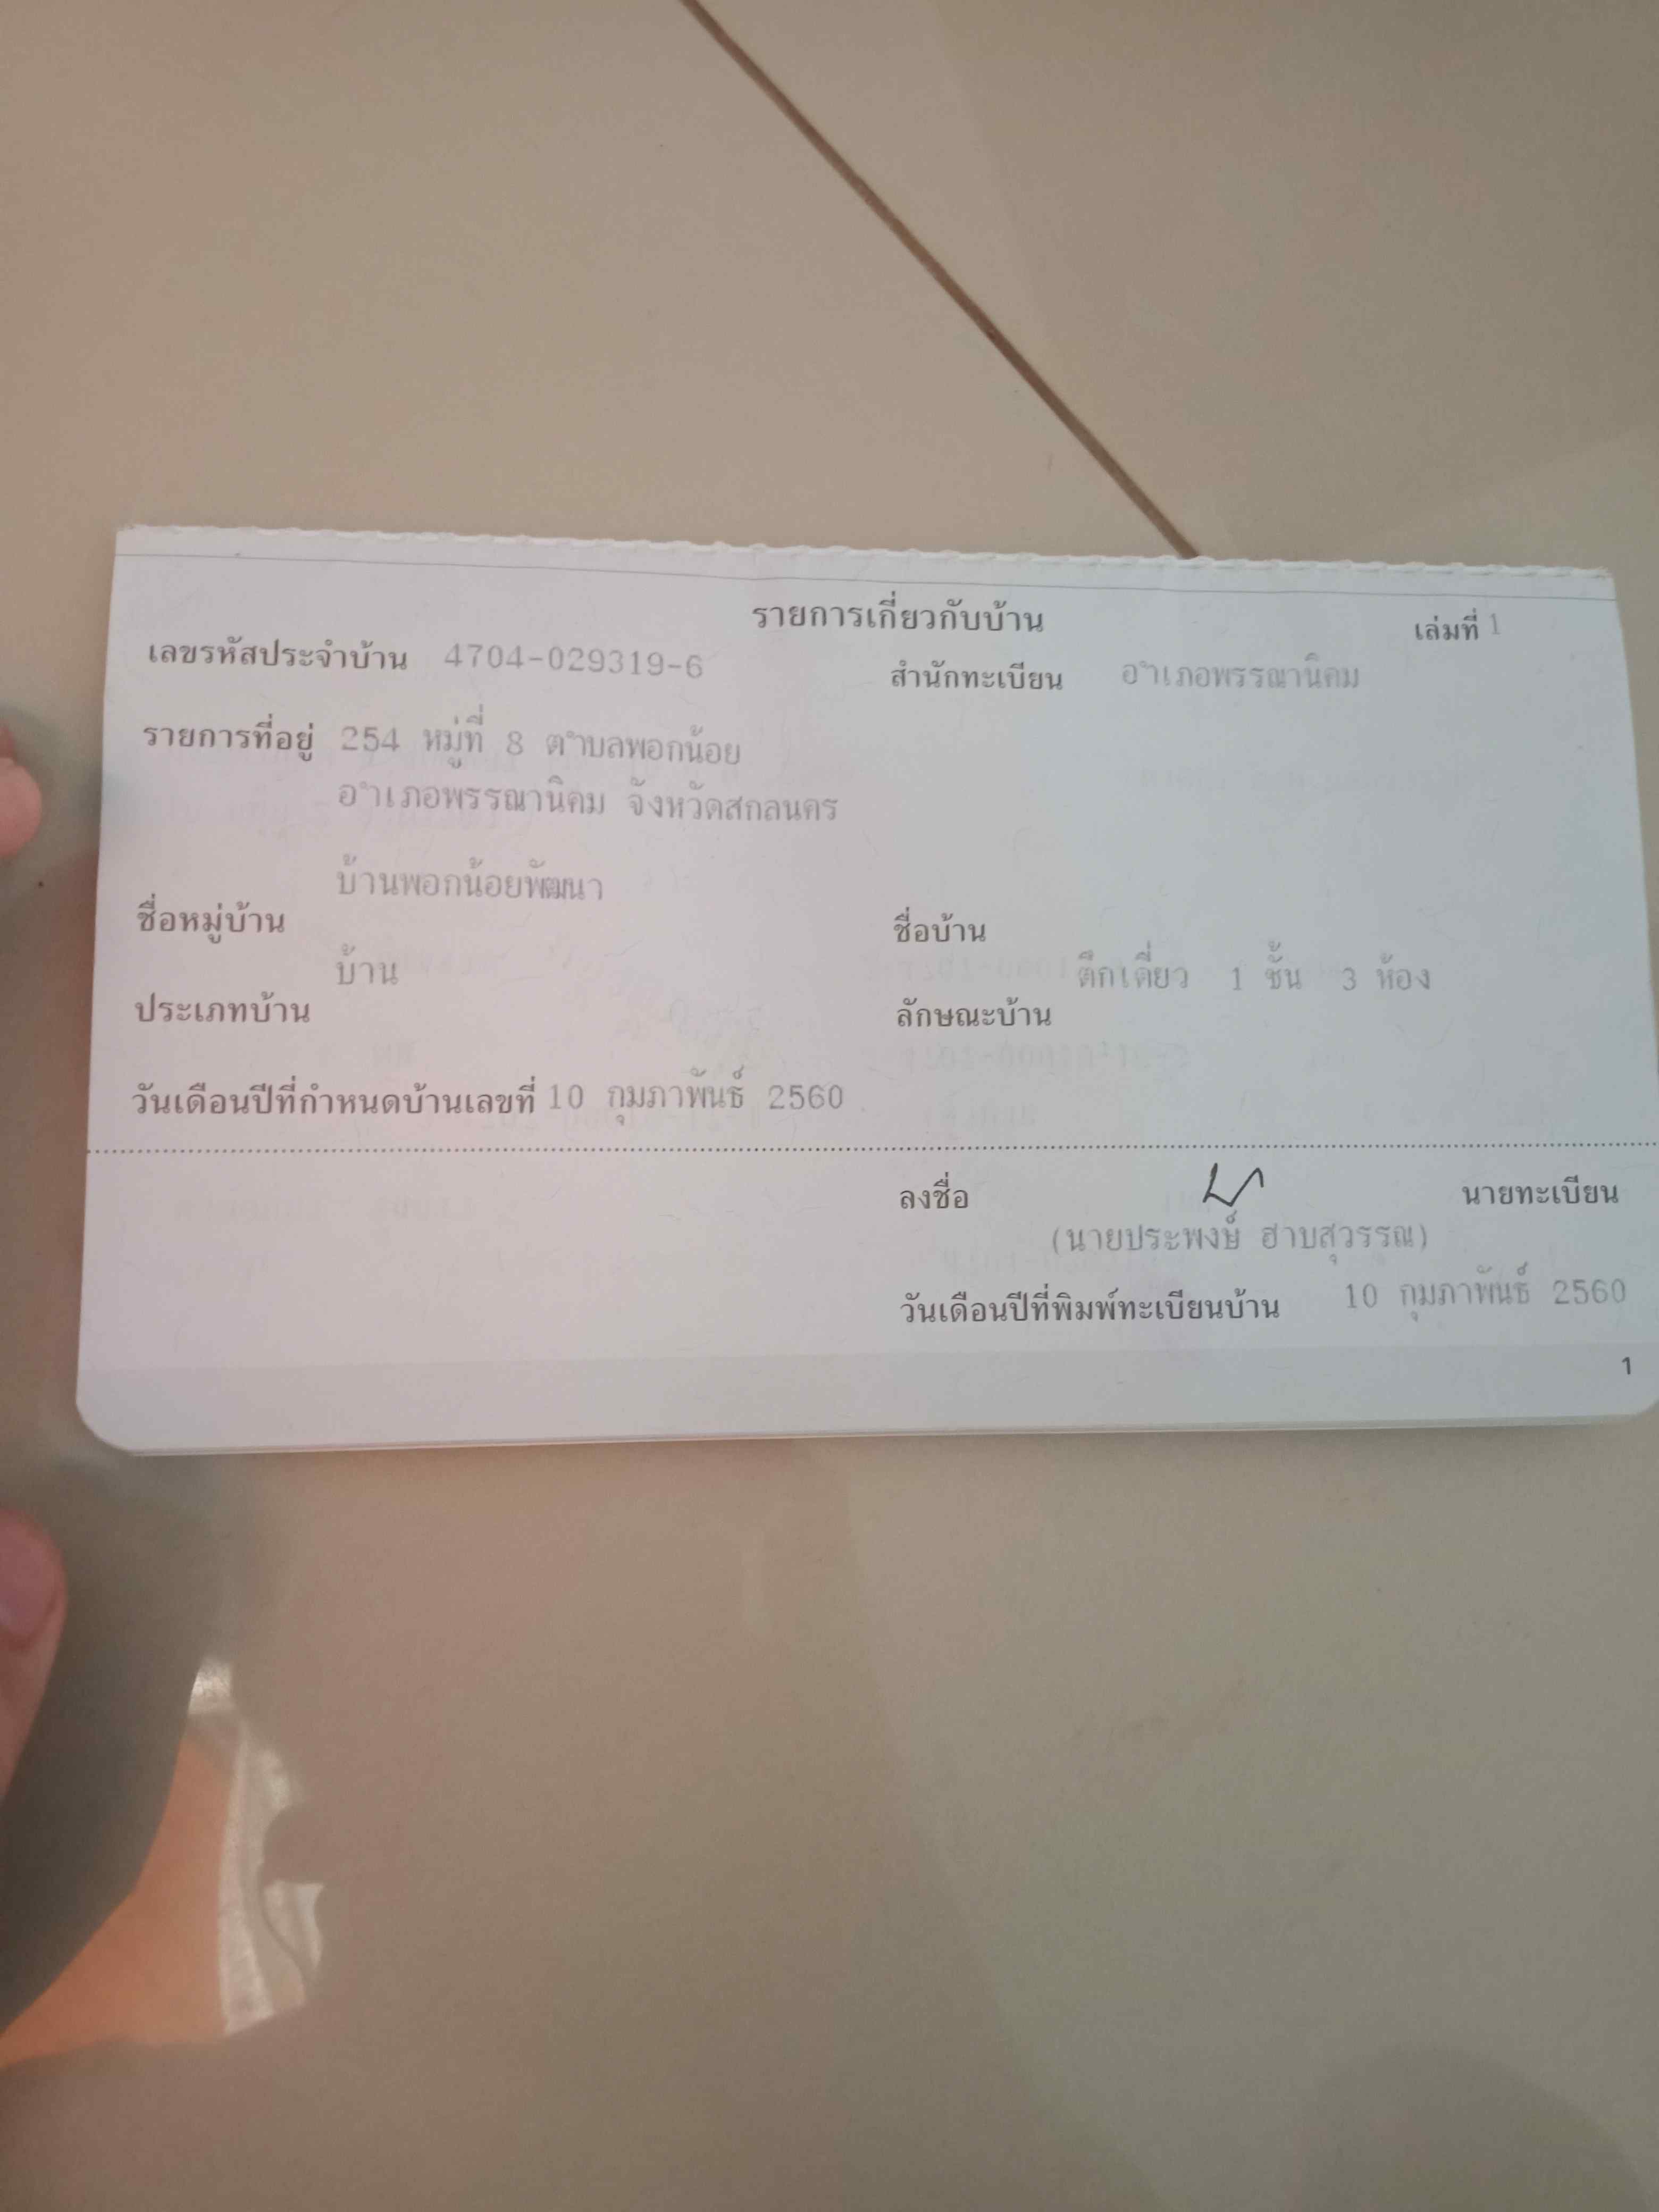 รายการเกี่ยวกับบ้าน เล่มที่ 1
เลขรหัสประจำบ้าน 4704-029319-6 สำนักทะเบียน อำเภอพรรณานิคม
รายการที่อยู่ 254 หมู่ที่ 8 ตำบลพอกน้อย
อำเภอพรรณานิคม จังหวัดสกลนคร
บ้านพอกน้อยพัฒนา
ชื่อหมู่บ้าน ชื่อบ้าน
บ้าน ตึกเดี่ยว 1 ชั้น 3 ห้อง
ประเภทบ้าน ลักษณะบ้าน
วันเดือนปีที่กำหนดบ้านเลขที่ 10 กุมภาพันธ์ 2560
ลงชื่อ นายทะเบียน
(นายประพงษ์ ฮาบสุวรรณ)
วันเดือนปีที่พิมพ์ทะเบียนบ้าน 10 กุมภาพันธ์ 2560
1